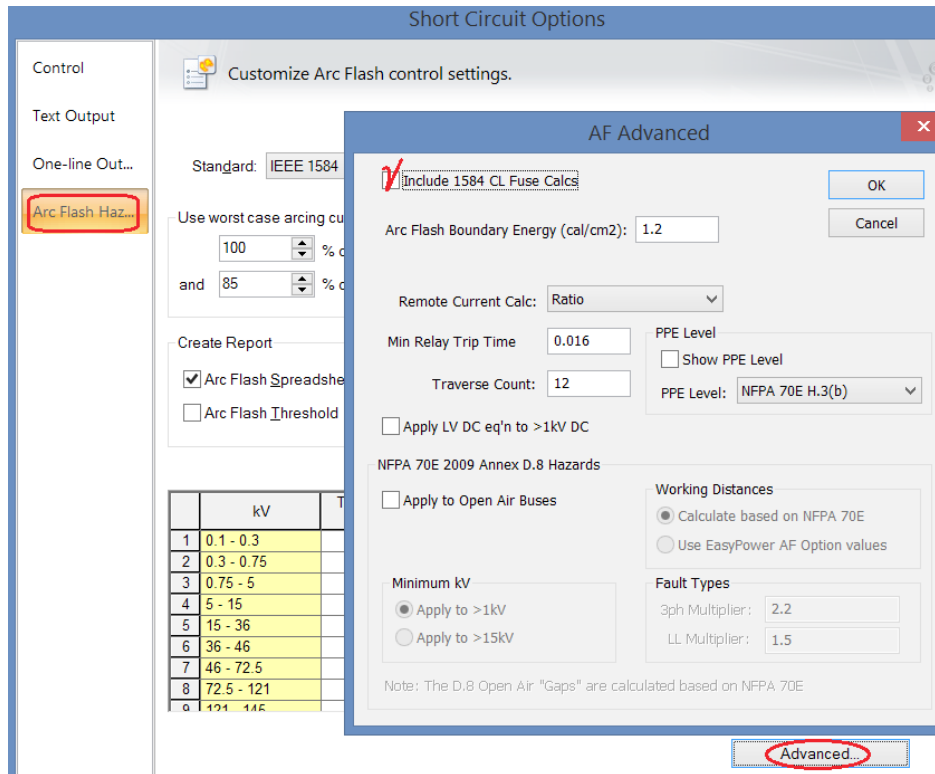 Short Circuit Options
Control
Text Output
One-line Out...
Arc Flash Haz...
Customize Arc Flash control settings.
Standard: IEEE 1584
Use worst case arcing cu
100 % c
and 85 % c
Create Report
Arc Flash Spreadshe
Arc Flash Threshold
kV
T
1 0.1 - 0.3
2 0.3 - 0.75
3 0.75 - 5
4 5 - 15
5 15 - 36
6 36 - 46
7 46 - 72.5
8 72.5 - 121
9 121 - 145
AF Advanced
Include 1584 CL Fuse Calcs
OK
Arc Flash Boundary Energy (cal/cm2): 1.2
Cancel
Remote Current Calc: Ratio
Min Relay Trip Time 0.016
Traverse Count: 12
PPE Level
Show PPE Level
PPE Level: NFPA 70E H.3(b)
Apply LV DC eq'n to >1kV DC
NFPA 70E 2009 Annex D.8 Hazards
Apply to Open Air Buses
Working Distances
Calculate based on NFPA 70E
Use EasyPower AF Option values
Minimum kV
Apply to >1kV
Apply to >15kV
Fault Types
3ph Multiplier: 2.2
LL Multiplier: 1.5
Note: The D.8 Open Air "Gaps" are calculated based on NFPA 70E
Advanced...